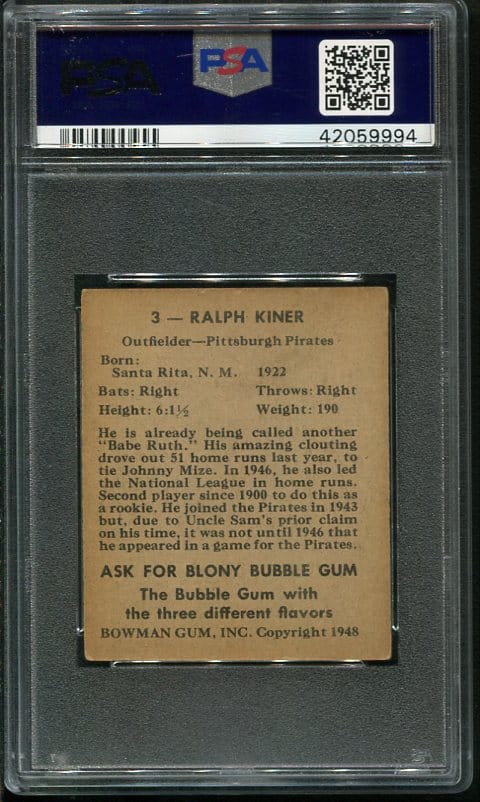 PSA
PSA
42059994
3 — RALPH KINER
Outfielder—Pittsburgh Pirates
Born:
Santa Rita, N. M. 1922
Bats: Right Throws: Right
Height: 6:1½ Weight: 190
He is already being called another
"Babe Ruth." His amazing clouting
drove out 51 home runs last year, to
tie Johnny Mize. In 1946, he also led
the National League in home runs.
Second player since 1900 to do this as
a rookie. He joined the Pirates in 1943
but, due to Uncle Sam's prior claim
on his time, it was not until 1946 that
he appeared in a game for the Pirates.
ASK FOR BLONY BUBBLE GUM
The Bubble Gum with
the three different flavors
BOWMAN GUM, INC. Copyright 1948